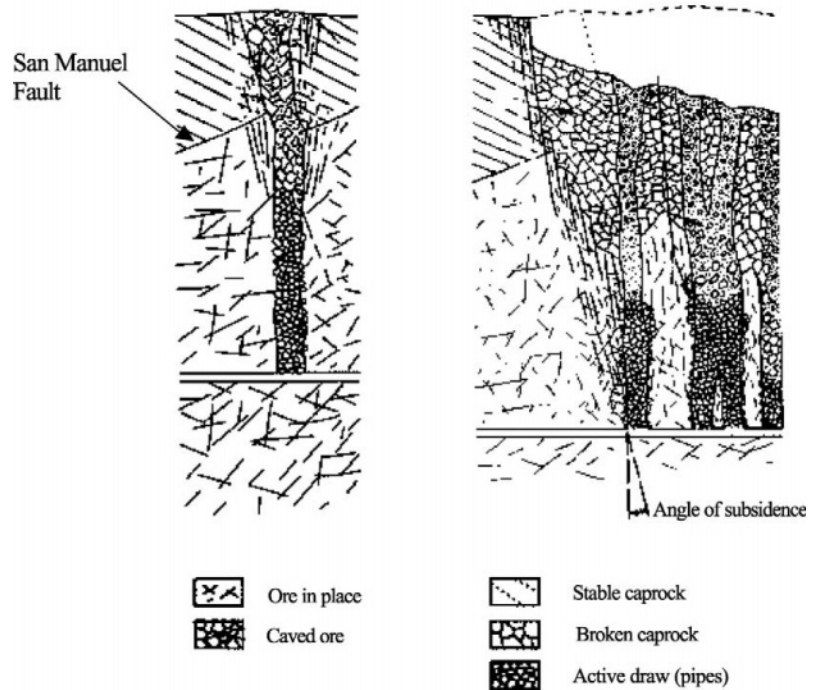 San Manuel
Fault
Angle of subsidence
Ore in place
Caved ore
Stable caprock
Broken caprock
Active draw (pipes)